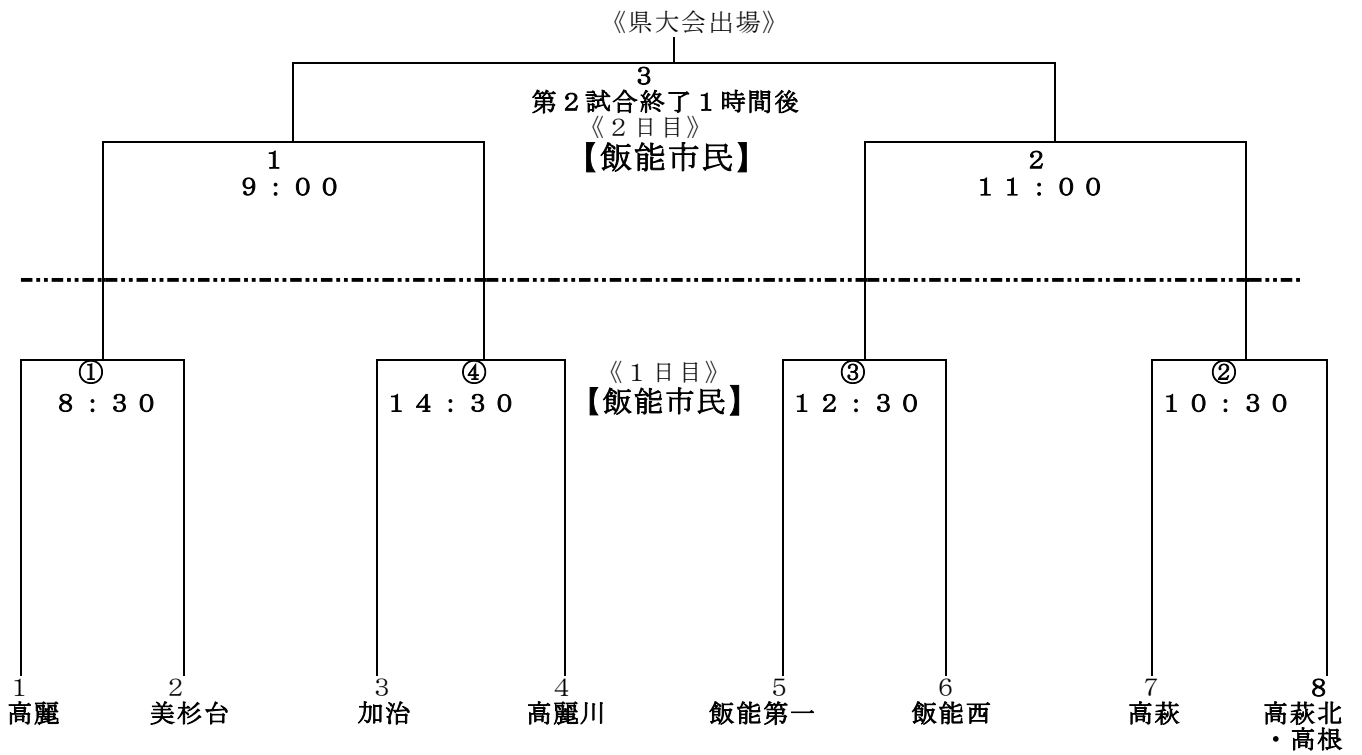 《県大会出場》
３
第２試合終了１時間後
《２日目》
【飯能市民】
１
９：００
２
１１：００
①
８：３０
④
１４：３０
《１日目》
【飯能市民】
③
１２：３０
②
１０：３０
１
高麗
２
美杉台
３
加治
４
高麗川
５
飯能第一
６
飯能西
７
高萩
８
高萩北
・高根